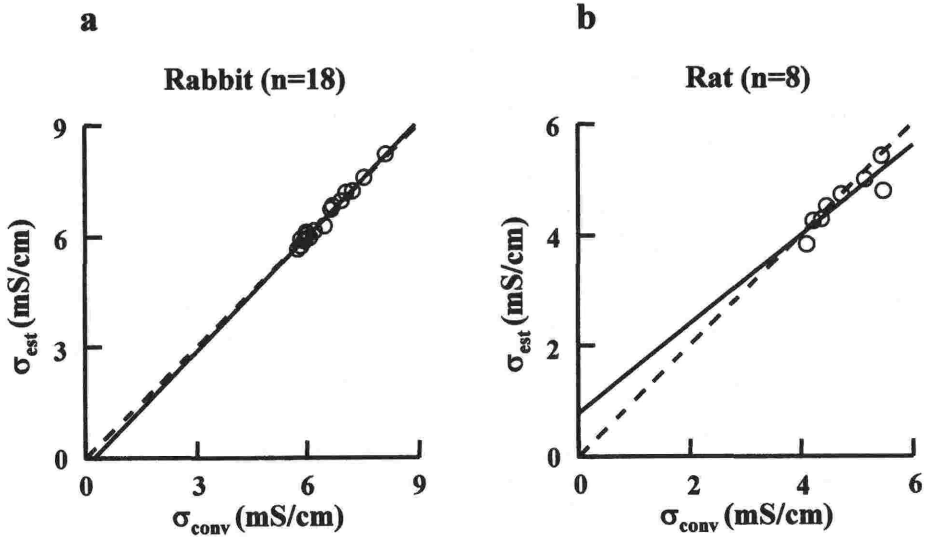 a
b
Rabbit (n=18)
Rat (n=8)
9
6
3
0
0
3
6
9
σest (mS/cm)
σconv (mS/cm)
6
4
2
0
0
2
4
6
σest (mS/cm)
σconv (mS/cm)